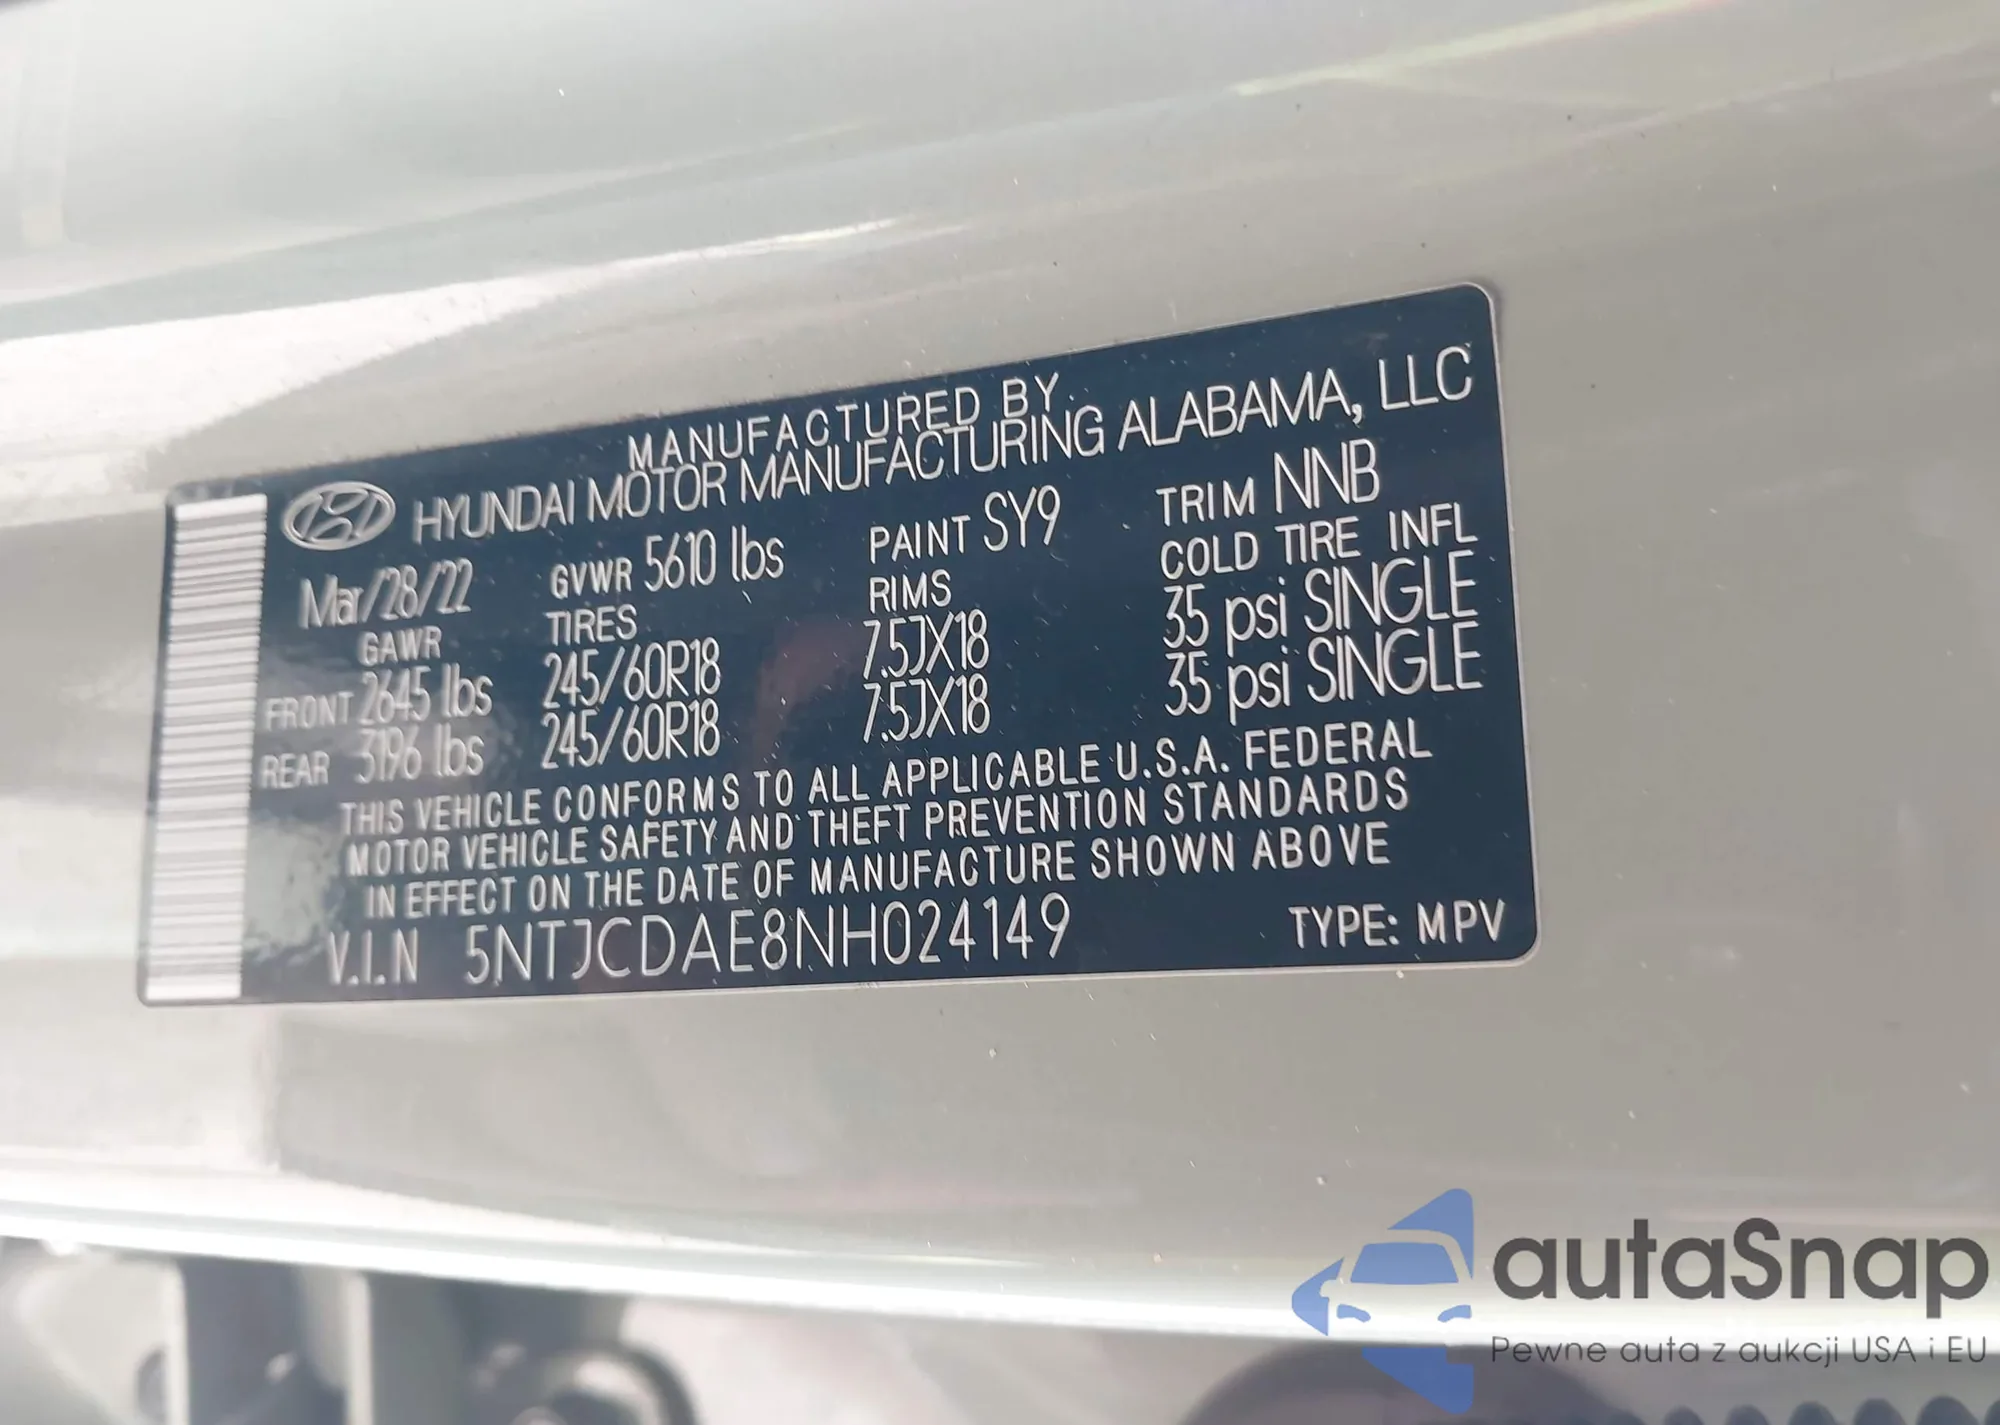 MANUFACTURED BY
HYUNDAI MOTOR MANUFACTURING ALABAMA, LLC
Mar/28/22 GVWR 5610 lbs PAINT SY9 TRIM NNB
GAWR TIRES RIMS COLD TIRE INFL
FRONT 2645 lbs 245/60R18 7.5JX18 35 psi SINGLE
REAR 3196 lbs 245/60R18 7.5JX18 35 psi SINGLE
THIS VEHICLE CONFORMS TO ALL APPLICABLE U.S.A. FEDERAL
MOTOR VEHICLE SAFETY AND THEFT PREVENTION STANDARDS
IN EFFECT ON THE DATE OF MANUFACTURE SHOWN ABOVE
V.I.N 5NTJCDAE8NH024149 TYPE: MPV
autaSnap
Pewne auta z aukcji USA i EU